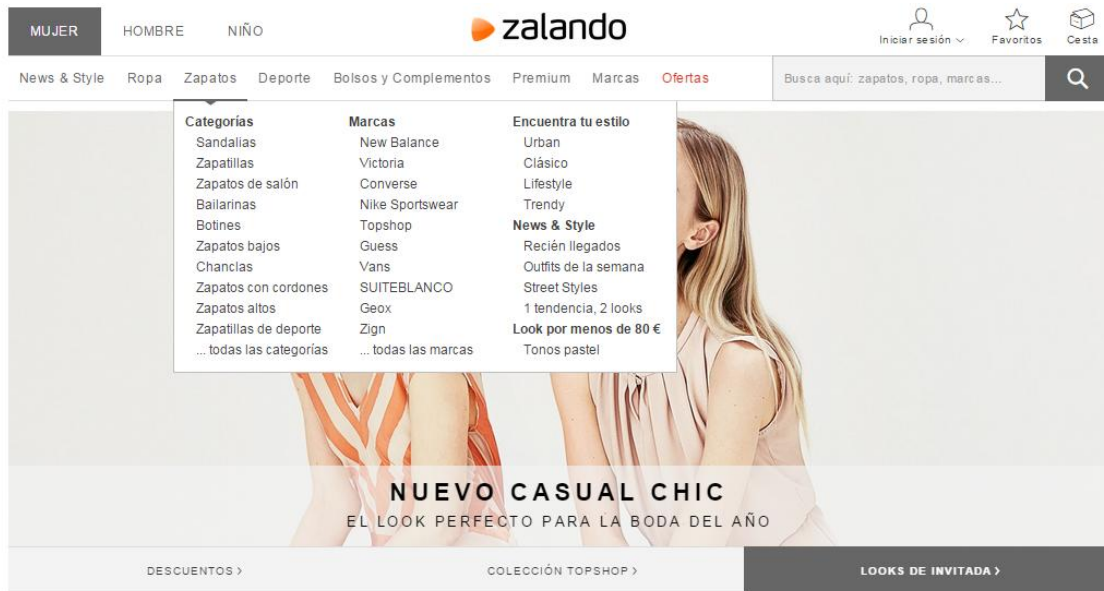 MUJER HOMBRE NIÑO zalando Iniciar sesión Favoritos Cesta
News & Style Ropa Zapatos Deporte Bolsos y Complementos Premium Marcas Ofertas Busca aquí: zapatos, ropa, marcas...
Categorías
Sandalias
Zapatillas
Zapatos de salón
Bailarinas
Botines
Zapatos bajos
Chanclas
Zapatos con cordones
Zapatos altos
Zapatillas de deporte
... todas las categorías
Marcas
New Balance
Victoria
Converse
Nike Sportswear
Topshop
Guess
Vans
SUITEBLANCO
Geox
Zign
... todas las marcas
Encuentra tu estilo
Urban
Clásico
Lifestyle
Trendy
News & Style
Recién llegados
Outfits de la semana
Street Styles
1 tendencia, 2 looks
Look por menos de 80 €
Tonos pastel
NUEVO CASUAL CHIC
EL LOOK PERFECTO PARA LA BODA DEL AÑO
DESCUENTOS > COLECCIÓN TOPSHOP > LOOKS DE INVITADA >